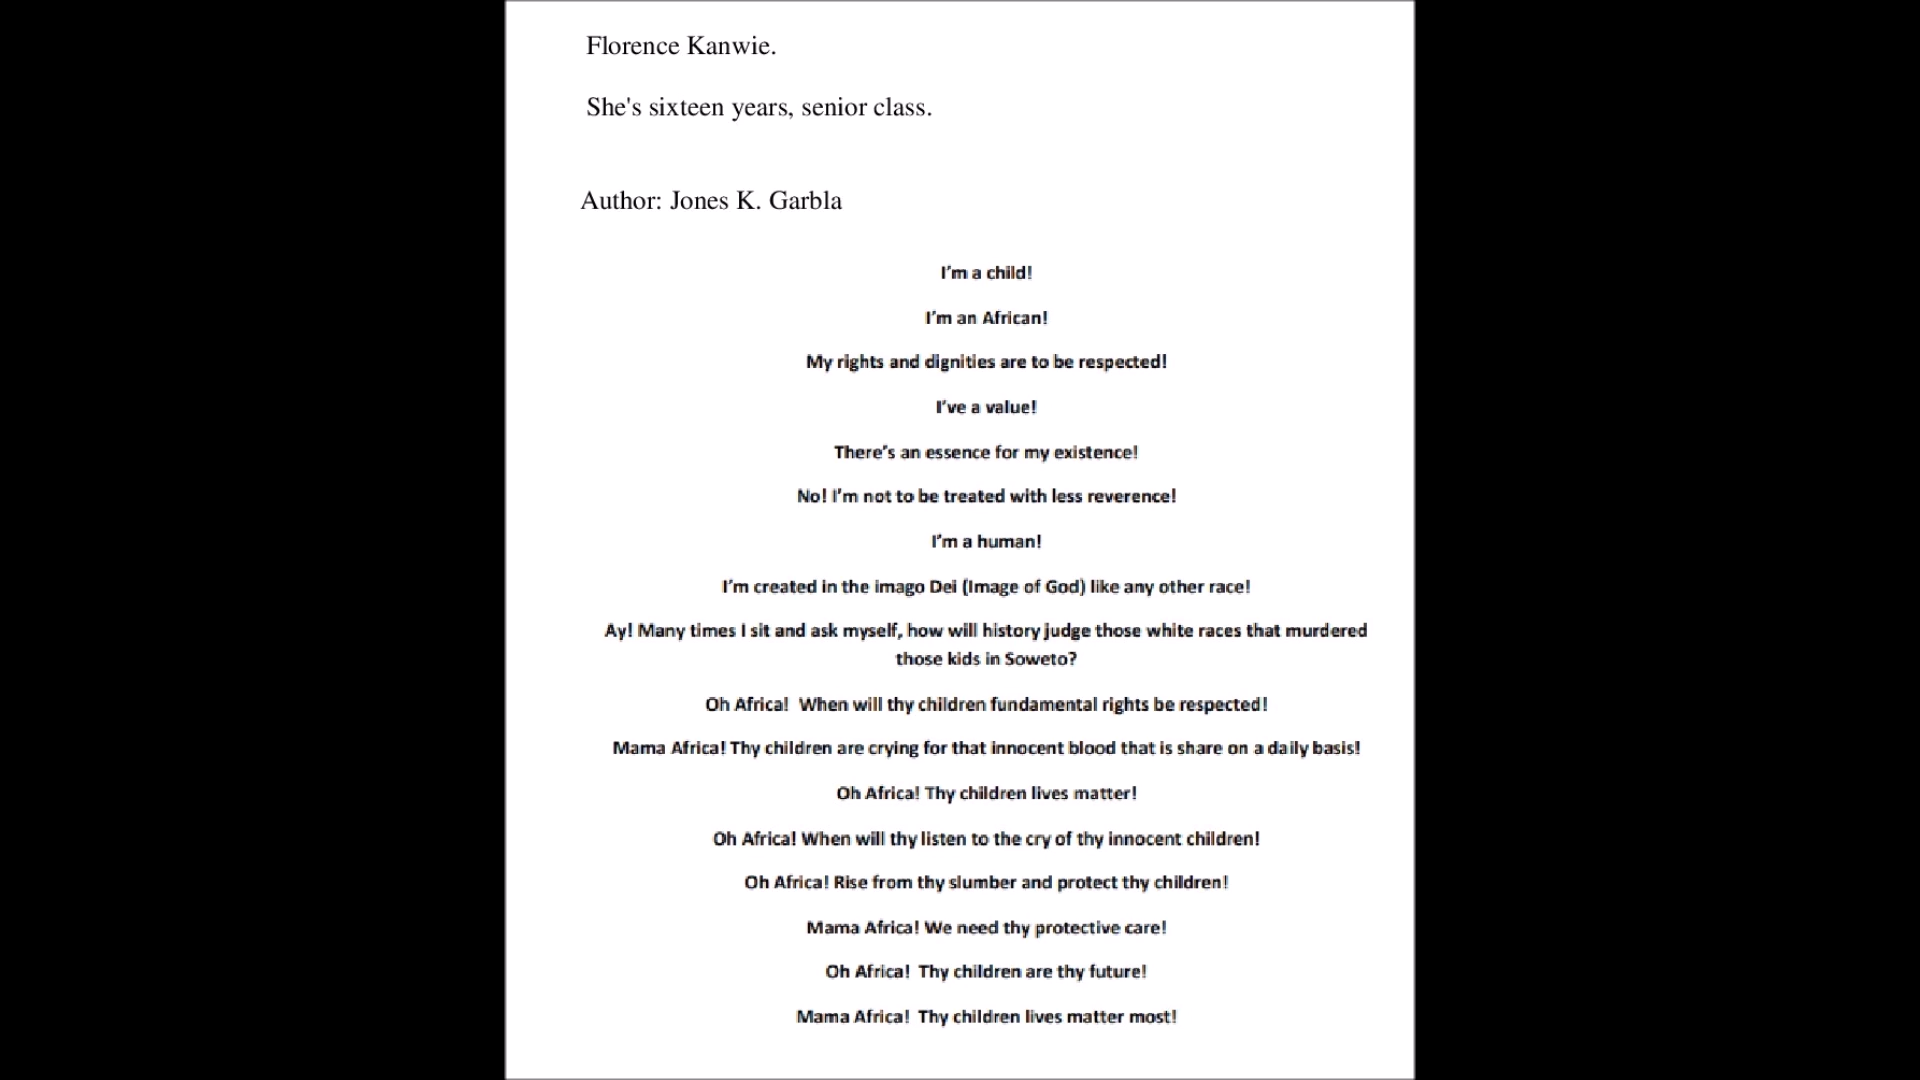 Florence Kanwie.
She's sixteen years, senior class.
Author: Jones K. Garbla
I'm a child!
I'm an African!
My rights and dignities are to be respected!
I've a value!
There's an essence for my existence!
No! I'm not to be treated with less reverence!
I'm a human!
I'm created in the imago Dei (Image of God) like any other race!
Ay! Many times I sit and ask myself, how will history judge those white races that murdered
those kids in Soweto?
Oh Africa!  When will thy children fundamental rights be respected!
Mama Africa! Thy children are crying for that innocent blood that is share on a daily basis!
Oh Africa! Thy children lives matter!
Oh Africa! When will thy listen to the cry of thy innocent children!
Oh Africa! Rise from thy slumber and protect thy children!
Mama Africa! We need thy protective care!
Oh Africa!  Thy children are thy future!
Mama Africa!  Thy children lives matter most!